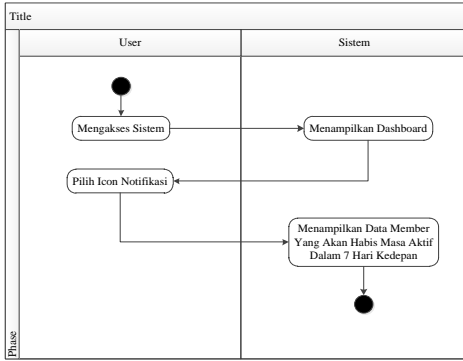 Title
User
Sistem
Mengakses Sistem
Menampilkan Dashboard
Pilih Icon Notifikasi
Menampilkan Data Member
Yang Akan Habis Masa Aktif
Dalam 7 Hari Kedepan
Phase